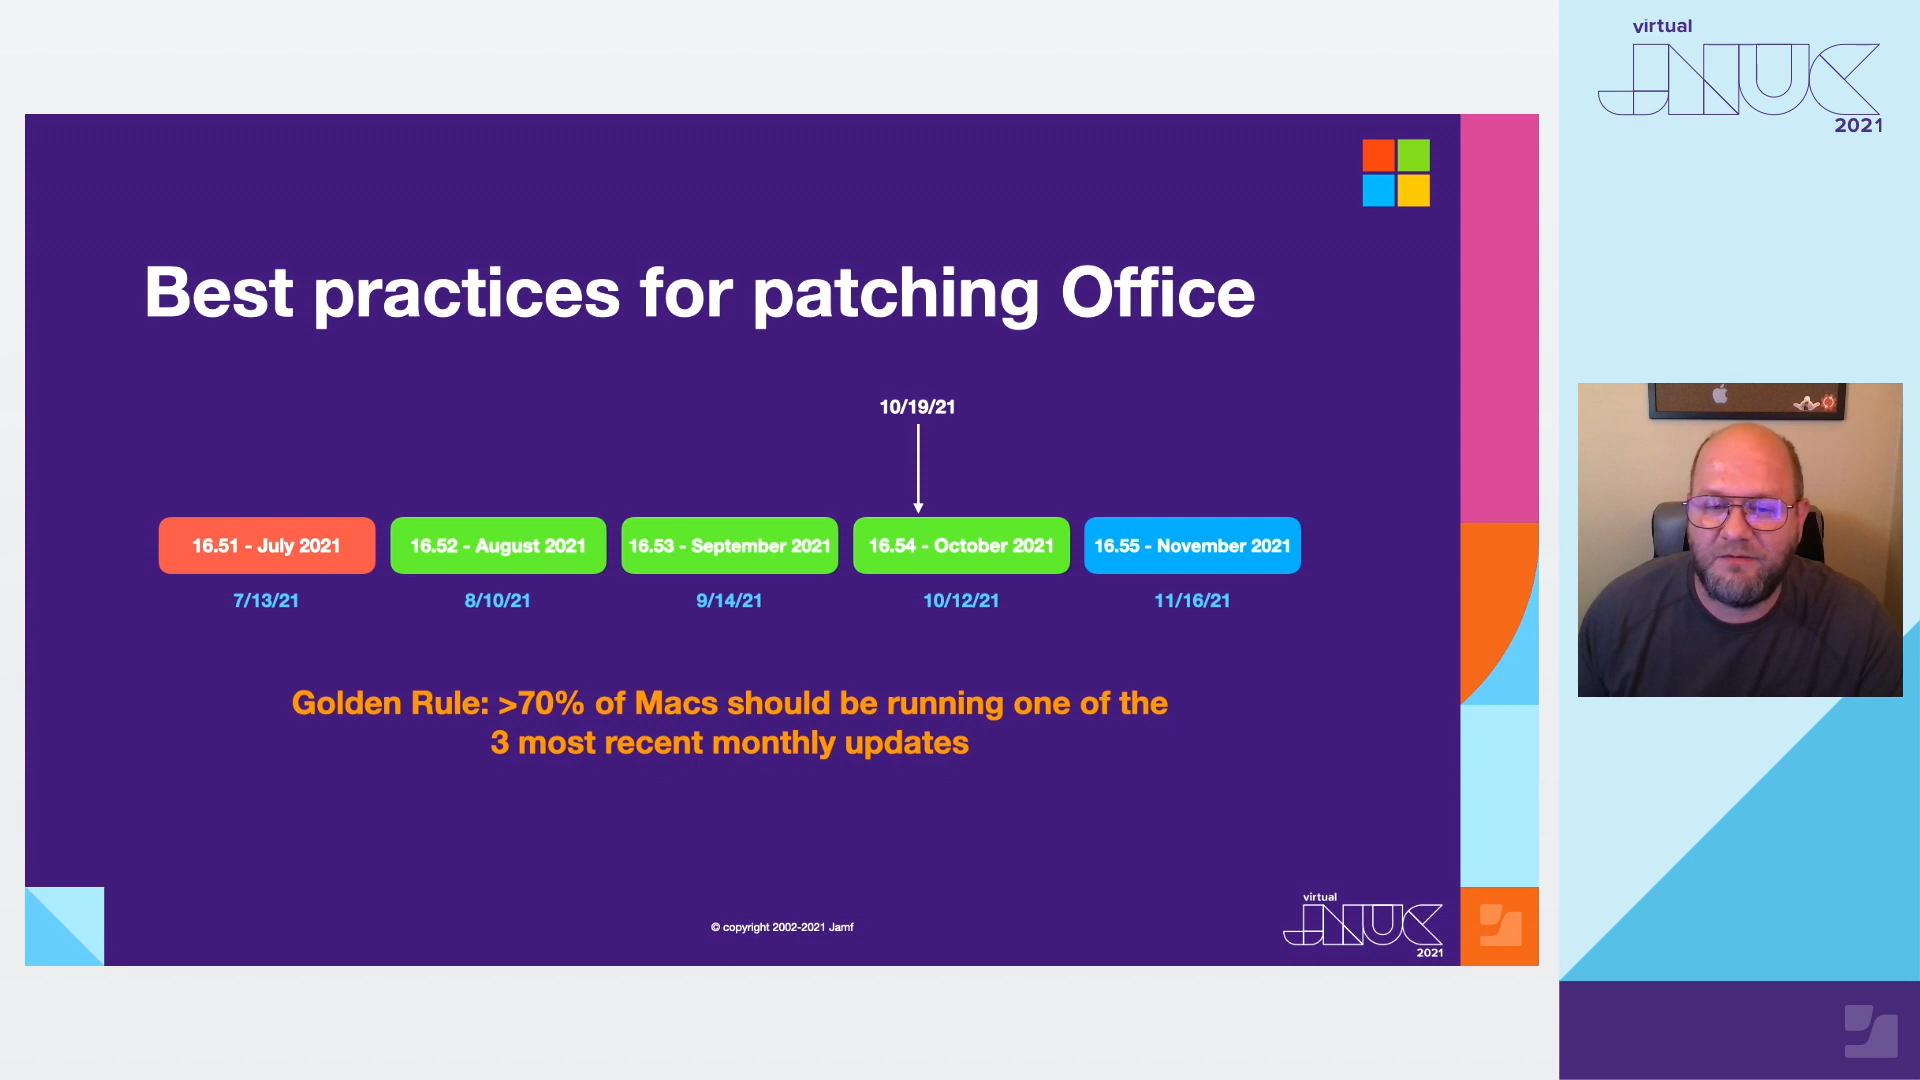 Best practices for patching Office
10/19/21
16.51 - July 2021
16.52 - August 2021
16.53 - September 2021
16.54 - October 2021
16.55 - November 2021
7/13/21
8/10/21
9/14/21
10/12/21
11/16/21
Golden Rule: >70% of Macs should be running one of the
3 most recent monthly updates
© copyright 2002-2021 Jamf
virtual
JNUC
2021
virtual
JNUC
2021